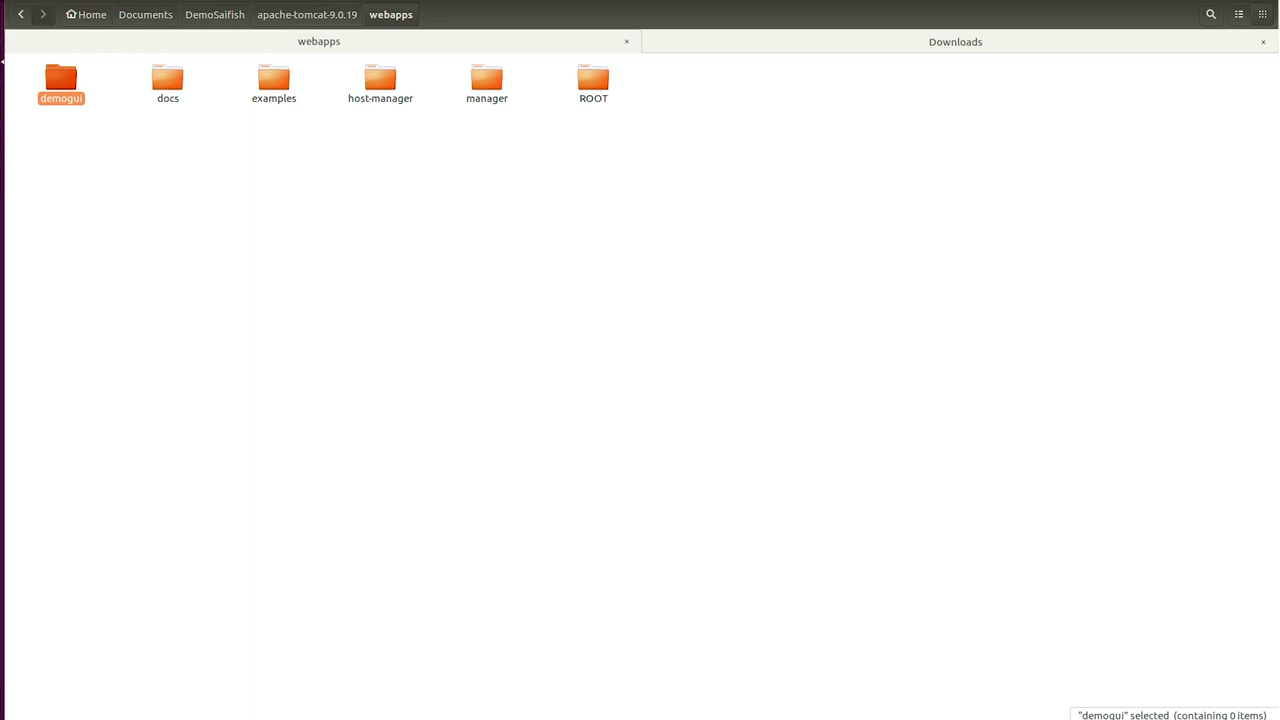 Home Documents DemoSaifish apache-tomcat-9.0.19 webapps
webapps × Downloads ×
demogui docs examples host-manager manager ROOT
"demogui" selected (containing 0 items)